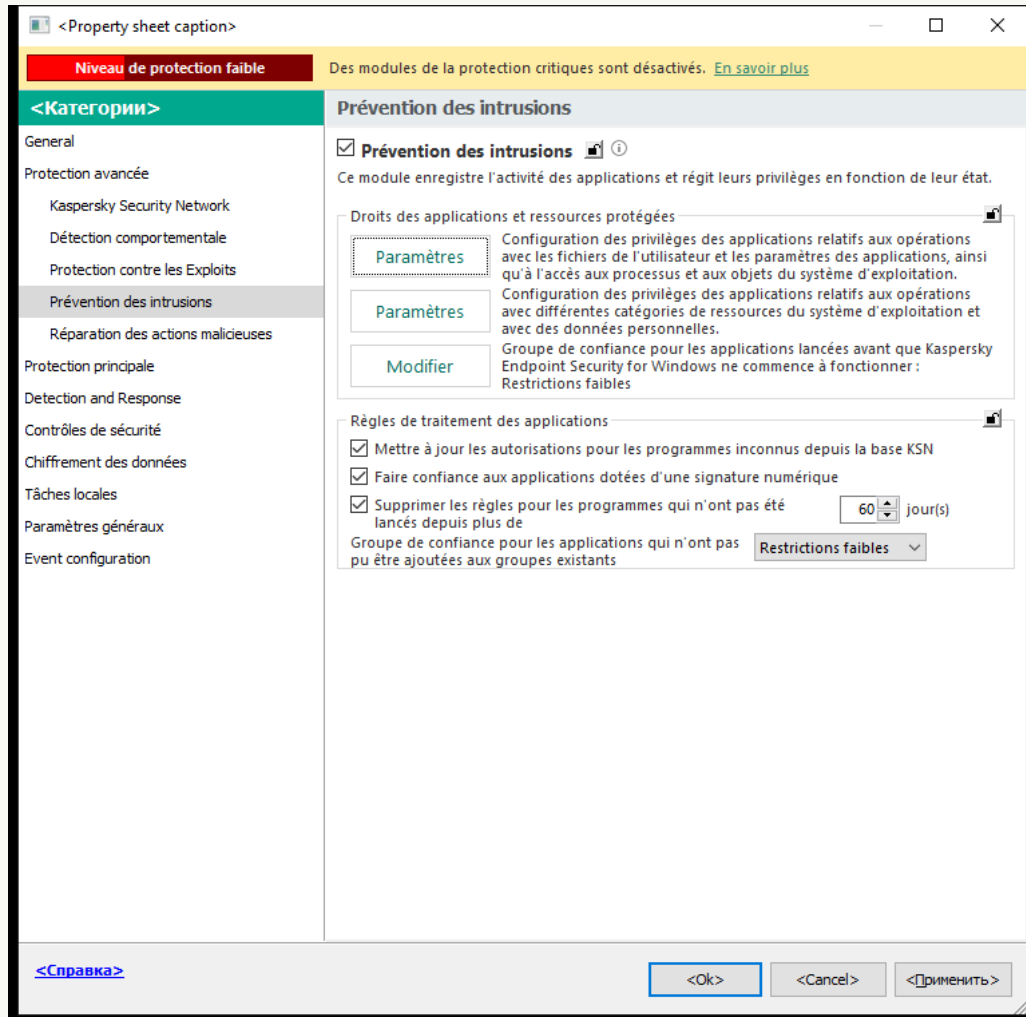 <Property sheet caption>
Niveau de protection faible
Des modules de la protection critiques sont désactivés. En savoir plus
<Категории>
General
Protection avancée
Kaspersky Security Network
Détection comportementale
Protection contre les Exploits
Prévention des intrusions
Réparation des actions malicieuses
Protection principale
Detection and Response
Contrôles de sécurité
Chiffrement des données
Tâches locales
Paramètres généraux
Event configuration
Prévention des intrusions
Prévention des intrusions
Ce module enregistre l'activité des applications et régit leurs privilèges en fonction de leur état.
Droits des applications et ressources protégées
Paramètres
Configuration des privilèges des applications relatifs aux opérations
avec les fichiers de l'utilisateur et les paramètres des applications, ainsi
qu'à l'accès aux processus et aux objets du système d'exploitation.
Paramètres
Configuration des privilèges des applications relatifs aux opérations
avec différentes catégories de ressources du système d'exploitation et
avec des données personnelles.
Modifier
Groupe de confiance pour les applications lancées avant que Kaspersky
Endpoint Security for Windows ne commence à fonctionner :
Restrictions faibles
Règles de traitement des applications
Mettre à jour les autorisations pour les programmes inconnus depuis la base KSN
Faire confiance aux applications dotées d'une signature numérique
Supprimer les règles pour les programmes qui n'ont pas été
lancés depuis plus de
60 jour(s)
Groupe de confiance pour les applications qui n'ont pas
pu être ajoutées aux groupes existants
Restrictions faibles
<Справка>
<Ok>
<Cancel>
<Применить>